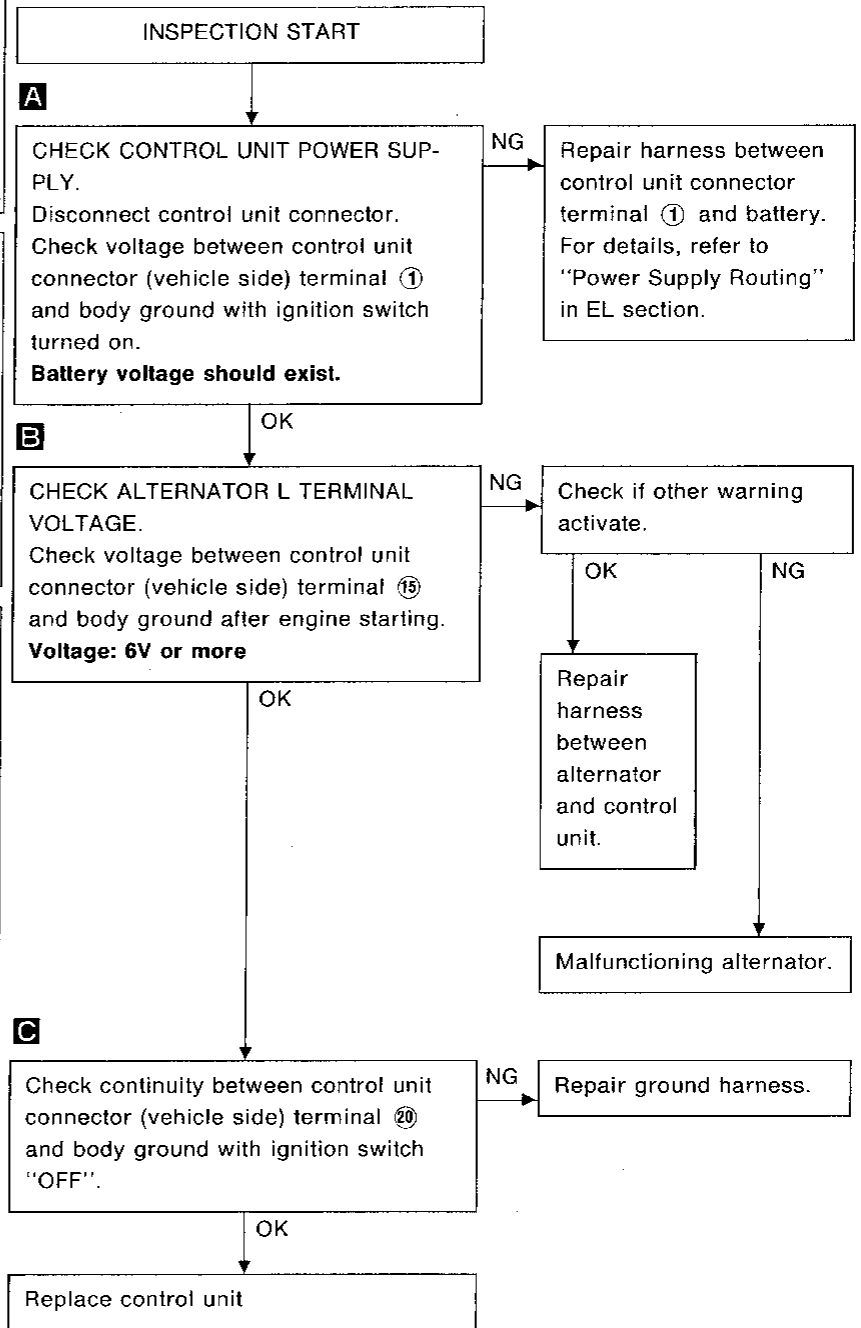 INSPECTION START
A
CHECK CONTROL UNIT POWER SUP-
PLY.
Disconnect control unit connector.
Check voltage between control unit
connector (vehicle side) terminal ①
and body ground with ignition switch
turned on.
Battery voltage should exist.
NG
Repair harness between
control unit connector
terminal ① and battery.
For details, refer to
"Power Supply Routing"
in EL section.
OK
B
CHECK ALTERNATOR L TERMINAL
VOLTAGE.
Check voltage between control unit
connector (vehicle side) terminal ⑮
and body ground after engine starting.
Voltage: 6V or more
NG
Check if other warning
activate.
OK
NG
Repair
harness
between
alternator
and control
unit.
Malfunctioning alternator.
OK
C
Check continuity between control unit
connector (vehicle side) terminal ⑳
and body ground with ignition switch
"OFF".
NG
Repair ground harness.
OK
Replace control unit